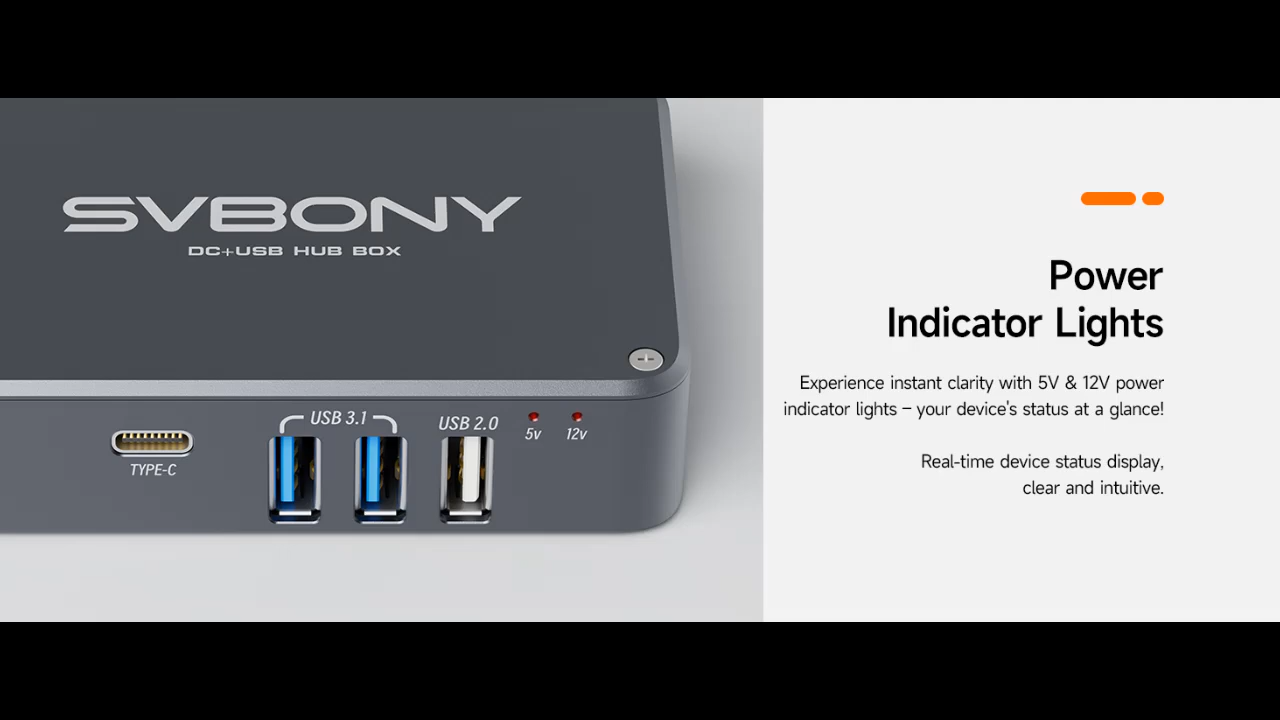 SVBONY
DC+USB HUB BOX
USB 3.1
USB 2.0
5v
12v
TYPE-C
Power
Indicator Lights
Experience instant clarity with 5V & 12V power
indicator lights – your device's status at a glance!
Real-time device status display,
clear and intuitive.